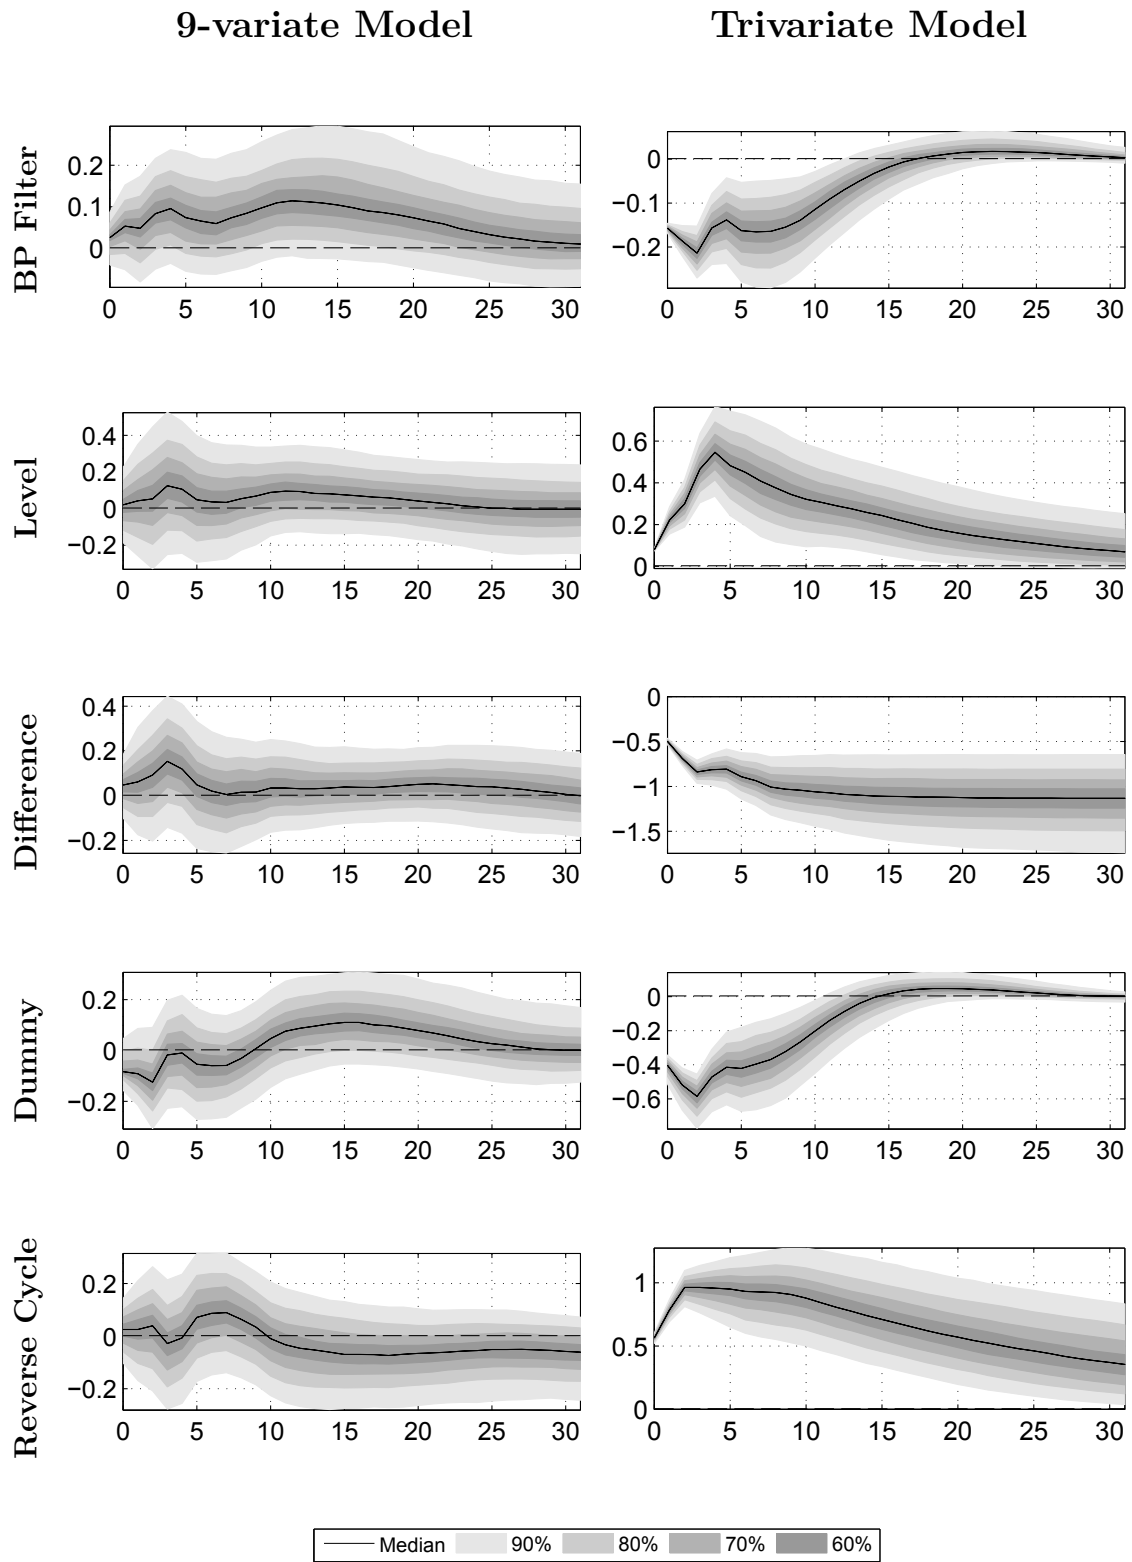 9-variate Model Trivariate Model
BP Filter
0.2
0.1
0
0 5 10 15 20 25 30
0
−0.1
−0.2
0 5 10 15 20 25 30
Level
0.4
0.2
0
−0.2
0 5 10 15 20 25 30
0.6
0.4
0.2
0
0 5 10 15 20 25 30
Difference
0.4
0.2
0
−0.2
0 5 10 15 20 25 30
0
−0.5
−1
−1.5
0 5 10 15 20 25 30
Dummy
0.2
0
−0.2
0 5 10 15 20 25 30
0
−0.2
−0.4
−0.6
0 5 10 15 20 25 30
Reverse Cycle
0.2
0
−0.2
0 5 10 15 20 25 30
1
0.5
0
0 5 10 15 20 25 30
Median 90% 80% 70% 60%